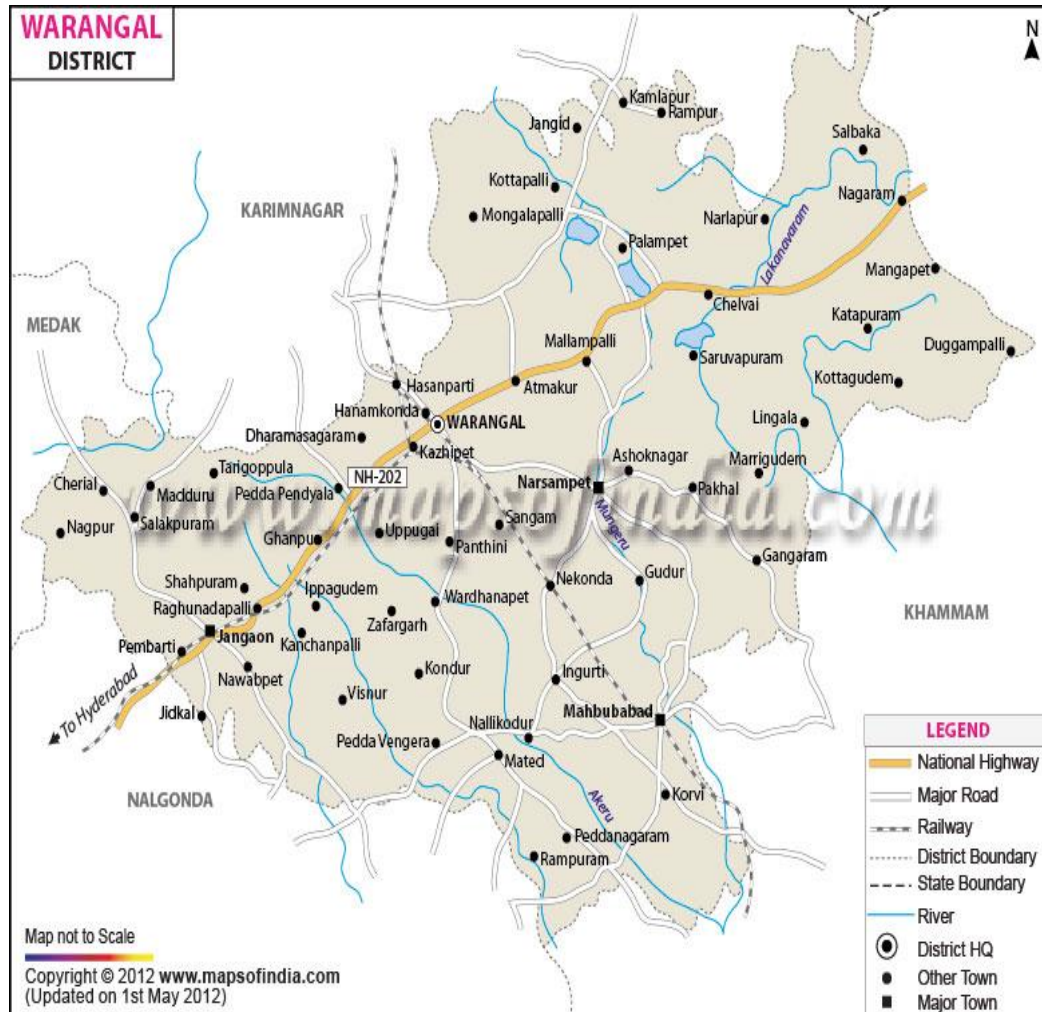 WARANGAL
DISTRICT
N
Kamlapur
Rampur
Jangid
Salbaka
Kottapalli
Nagaram
KARIMNAGAR
Mongalapalli
Narlapur
Lakanavaram
Palampet
Mangapet
Chelvai
MEDAK
Katapuram
Mallampalli
Duggampalli
Saruvapuram
Hasanparti
Atmakur
Kottagudem
Hanamkonda
WARANGAL
Lingala
Dharamasagaram
Kazhipet
Ashoknagar
Marrigudem
Tarigoppula
NH-202
Cherial
Madduru
Pedda Pendyala
Narsampet
Pakhal
www.mapsofindia.com
Salakpuram
Sangam
Mungeru
Nagpur
Ghanpu
Uppugai
Panthini
Gangaram
Shahpuram
Ippagudem
Nekonda
Gudur
Raghunadapalli
Wardhanapet
Zafargarh
KHAMMAM
Jangaon
Kanchanpalli
Pembarti
Nawabpet
Kondur
Ingurti
To Hyderabad
Visnur
Jidkal
Mahbubabad
Nallikodur
Pedda Vengera
Mated
NALGONDA
Akeru
Korvi
Peddanagaram
Rampuram
LEGEND
National Highway
Major Road
Railway
District Boundary
State Boundary
River
District HQ
Other Town
Major Town
Map not to Scale
Copyright © 2012 www.mapsofindia.com
(Updated on 1st May 2012)